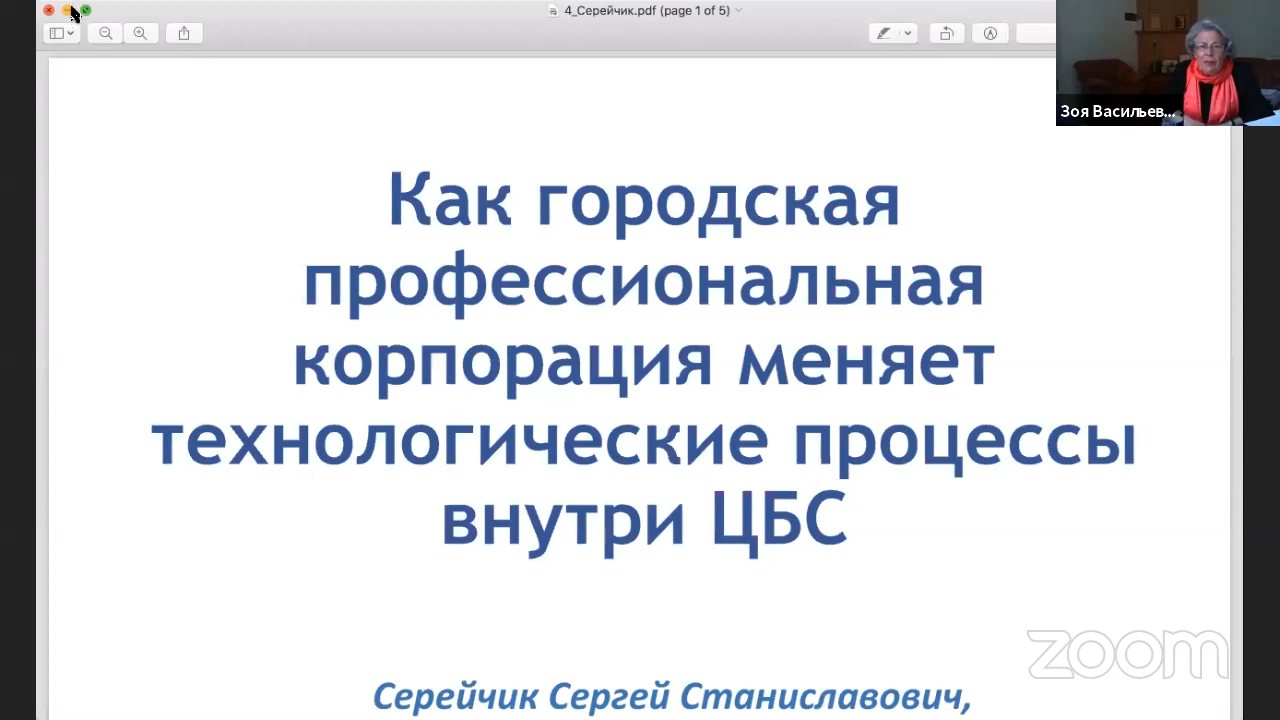 4_Серейчик.pdf (page 1 of 5)
Зоя Васильев...
Как городская
профессиональная
корпорация меняет
технологические процессы
внутри ЦБС
Серейчик Сергей Станиславович,
zoom